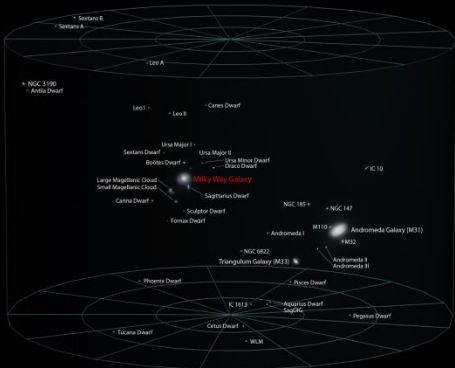 Sextans B
Sextans A
Leo A
NGC 3190
Antila Dwarf
Leo I
Leo II
Canes Dwarf
Ursa Major I
Ursa Major II
Sextans Dwarf
Boötes Dwarf
Ursa Minor Dwarf
Draco Dwarf
IC 10
Milky Way Galaxy
Large Magellanic Cloud
Small Magellanic Cloud
Sagittarius Dwarf
Carina Dwarf
NGC 185
NGC 147
Sculptor Dwarf
Fornax Dwarf
M110
Andromeda Galaxy (M31)
Andromeda I
M32
NGC 6822
Triangulum Galaxy (M33)
Andromeda II
Andromeda III
Phoenix Dwarf
Pisces Dwarf
IC 1613
Aquarius Dwarf
SagDIG
Pegasus Dwarf
Cetus Dwarf
Tucana Dwarf
WLM